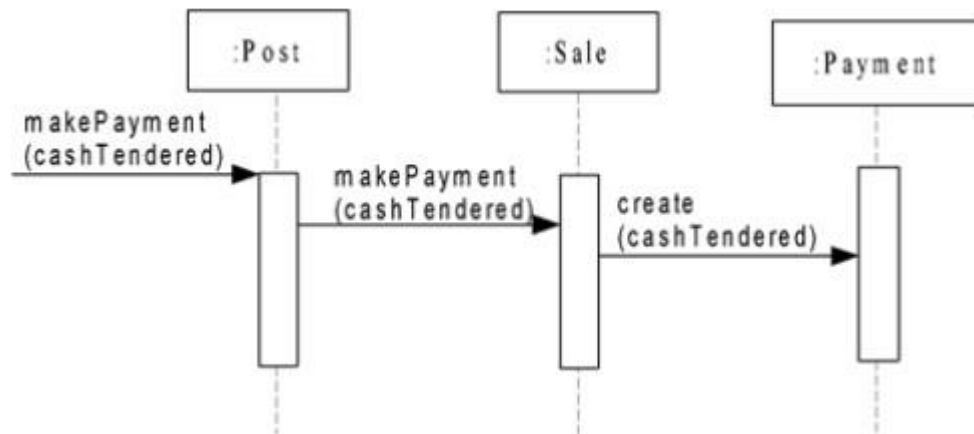 :Post
:Sale
:Payment
makePayment
(cashTendered)
makePayment
(cashTendered)
create
(cashTendered)